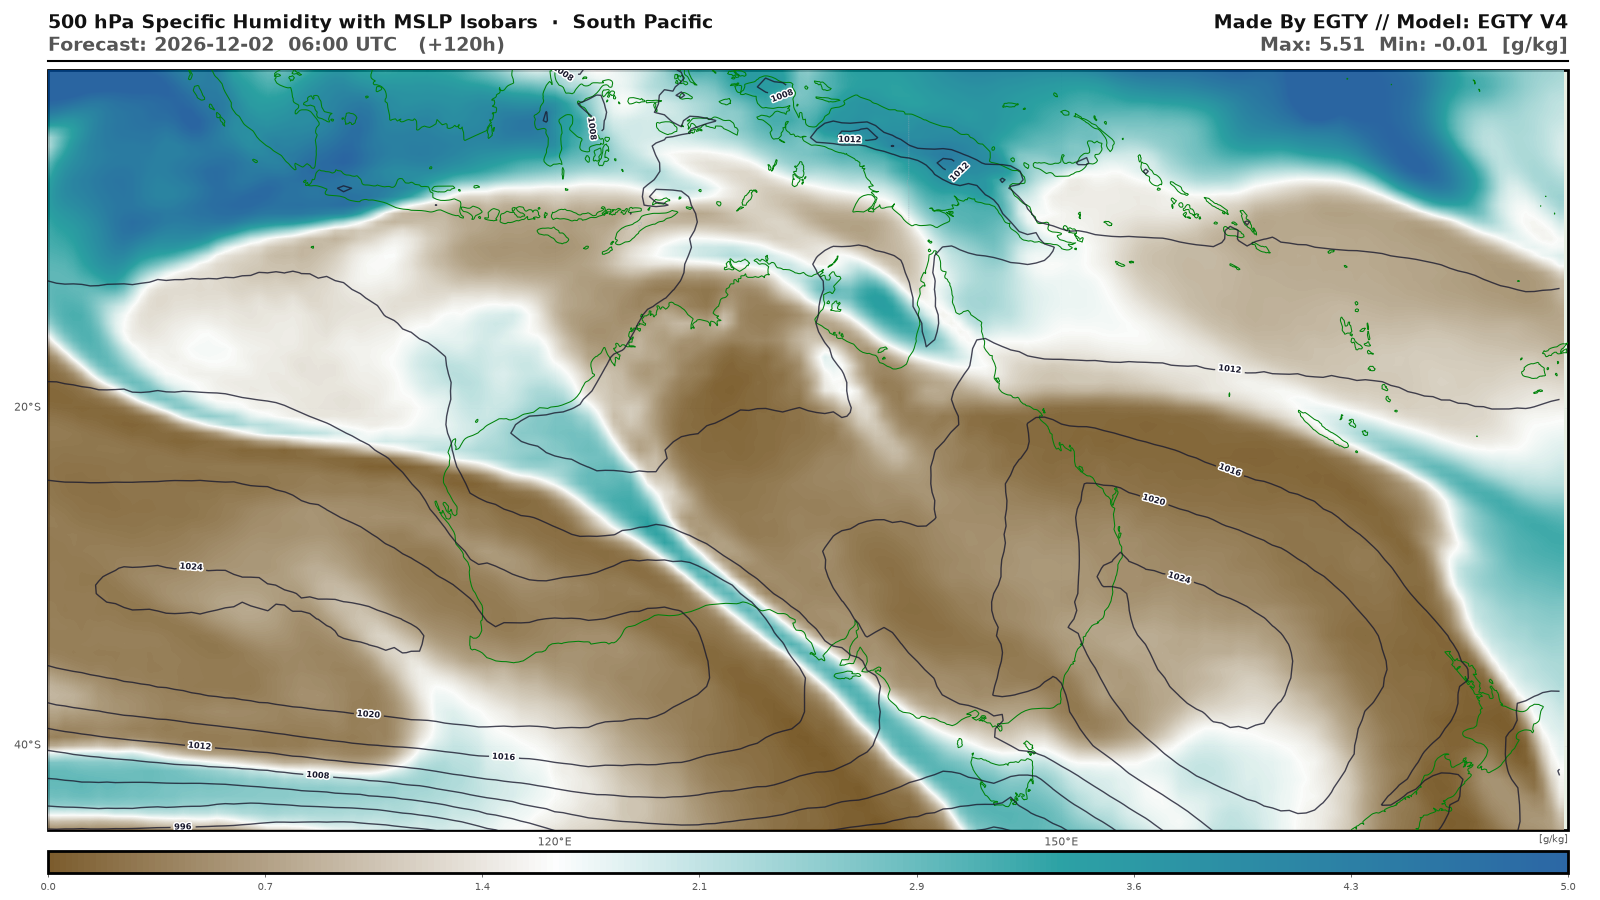 500 hPa Specific Humidity with MSLP Isobars · South Pacific
Made By EGTY // Model: EGTY V4
Forecast: 2026-12-02 06:00 UTC (+120h)
Max: 5.51 Min: -0.01 [g/kg]
1008
1008
1008
1012
1012
1012
20°S
1016
1020
1024
1024
1020
40°S
1012
1016
1008
996
120°E
150°E
[g/kg]
0.0
0.7
1.4
2.1
2.9
3.6
4.3
5.0